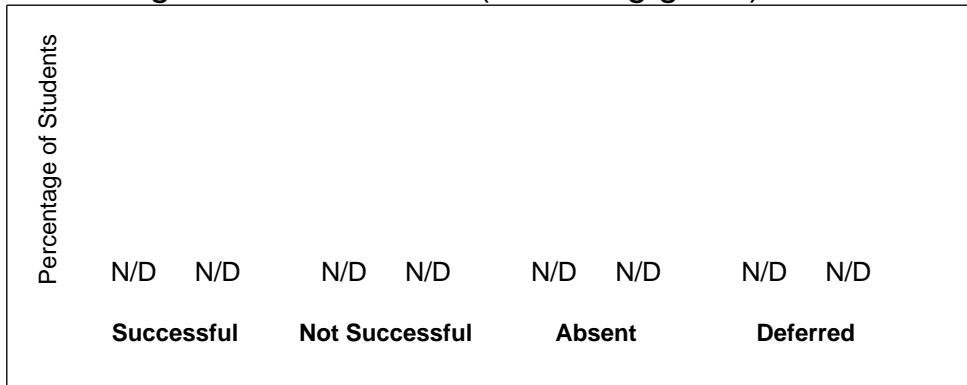 Percentage of Students
N/D N/D N/D N/D N/D N/D N/D N/D
Successful Not Successful Absent Deferred